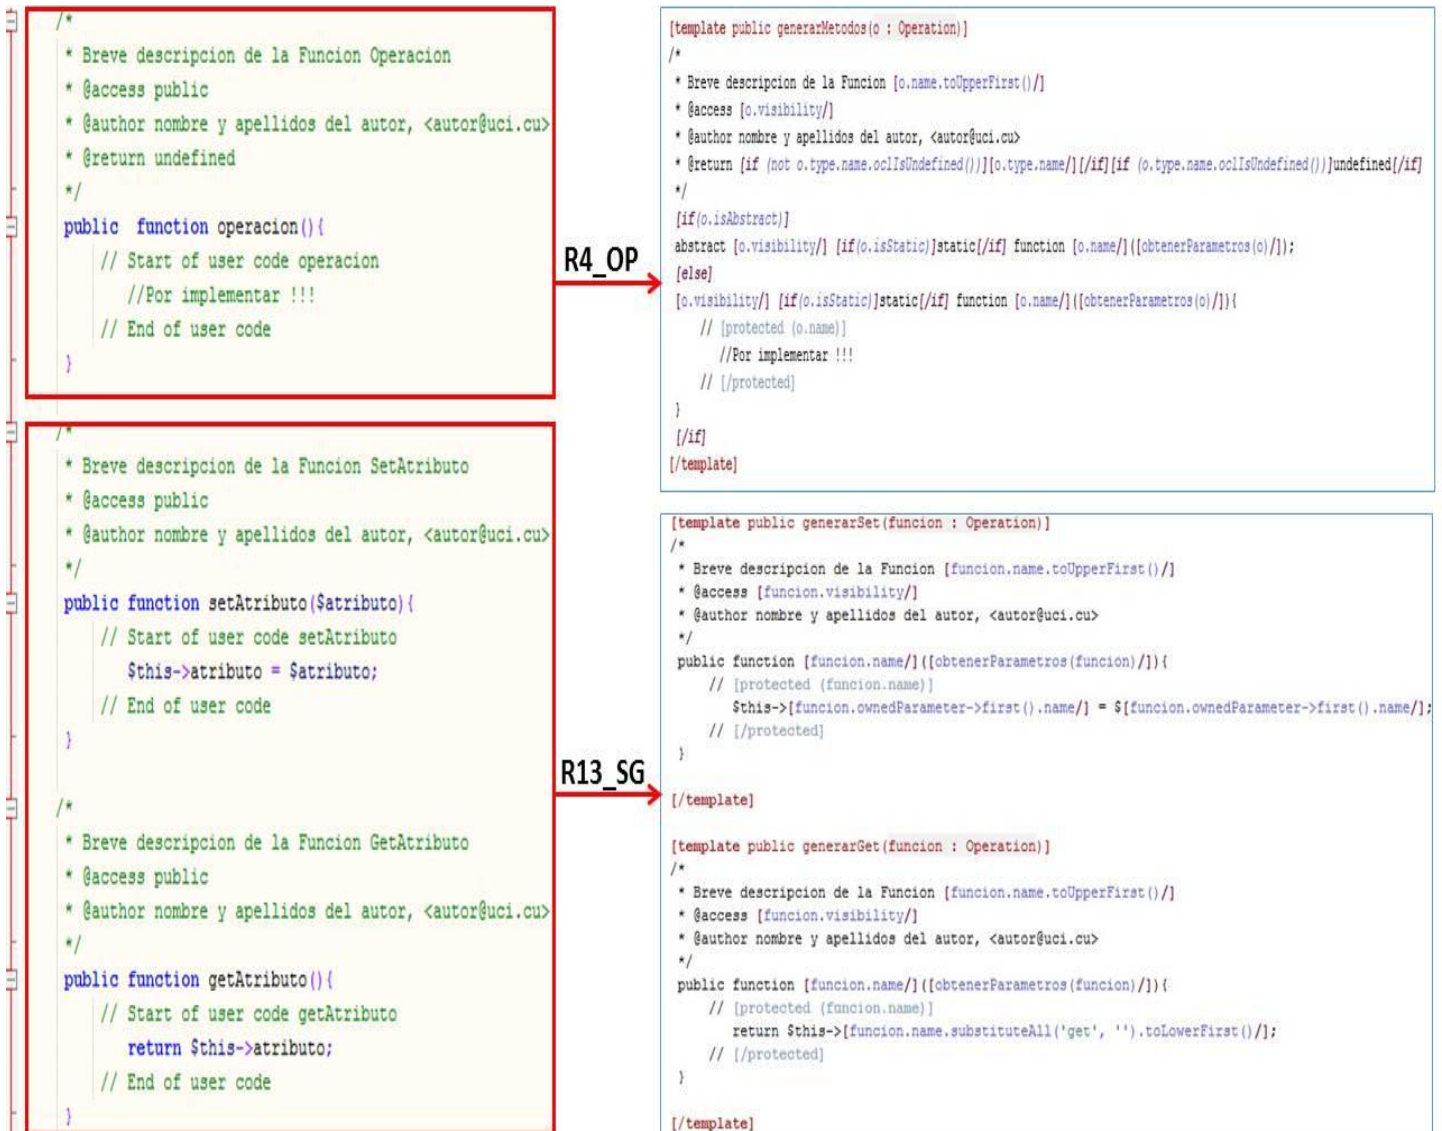 /*
* Breve descripcion de la Funcion Operacion
* @access public
* @author nombre y apellidos del autor, <autor@uci.cu>
* @return undefined
*/
public  function operacion(){
// Start of user code operacion
//Por implementar !!!
// End of user code
}
/*
* Breve descripcion de la Funcion SetAtributo
* @access public
* @author nombre y apellidos del autor, <autor@uci.cu>
*/
public function setAtributo($atributo){
// Start of user code setAtributo
$this->atributo = $atributo;
// End of user code
}
/*
* Breve descripcion de la Funcion GetAtributo
* @access public
* @author nombre y apellidos del autor, <autor@uci.cu>
*/
public function getAtributo(){
// Start of user code getAtributo
return $this->atributo;
// End of user code
}
R4_OP
R13_SG
[template public generarMetodos(o : Operation)]
/*
* Breve descripcion de la Funcion [o.name.toUpperFirst()/]
* @access [o.visibility/]
* @author nombre y apellidos del autor, <autor@uci.cu>
* @return [if (not o.type.name.oclIsUndefined())][o.type.name/][/if][if (o.type.name.oclIsUndefined())]undefined[/if]
*/
[if(o.isAbstract)]
abstract [o.visibility/] [if(o.isStatic)]static[/if] function [o.name/]([obtenerParametros(o)/]);
[else]
[o.visibility/] [if(o.isStatic)]static[/if] function [o.name/]([obtenerParametros(o)/]){
// [protected (o.name)]
//Por implementar !!!
// [/protected]
}
[/if]
[/template]
[template public generarSet(funcion : Operation)]
/*
* Breve descripcion de la Funcion [funcion.name.toUpperFirst()/]
* @access [funcion.visibility/]
* @author nombre y apellidos del autor, <autor@uci.cu>
*/
public function [funcion.name/]([obtenerParametros(funcion)/]){
// [protected (funcion.name)]
$this->[funcion.ownedParameter->first().name/] = $[funcion.ownedParameter->first().name/];
// [/protected]
}
[/template]
[template public generarGet(funcion : Operation)]
/*
* Breve descripcion de la Funcion [funcion.name.toUpperFirst()/]
* @access [funcion.visibility/]
* @author nombre y apellidos del autor, <autor@uci.cu>
*/
public function [funcion.name/]([obtenerParametros(funcion)/]){
// [protected (funcion.name)]
return $this->[funcion.name.substituteAll('get', '').toLowerFirst()/];
// [/protected]
}
[/template]